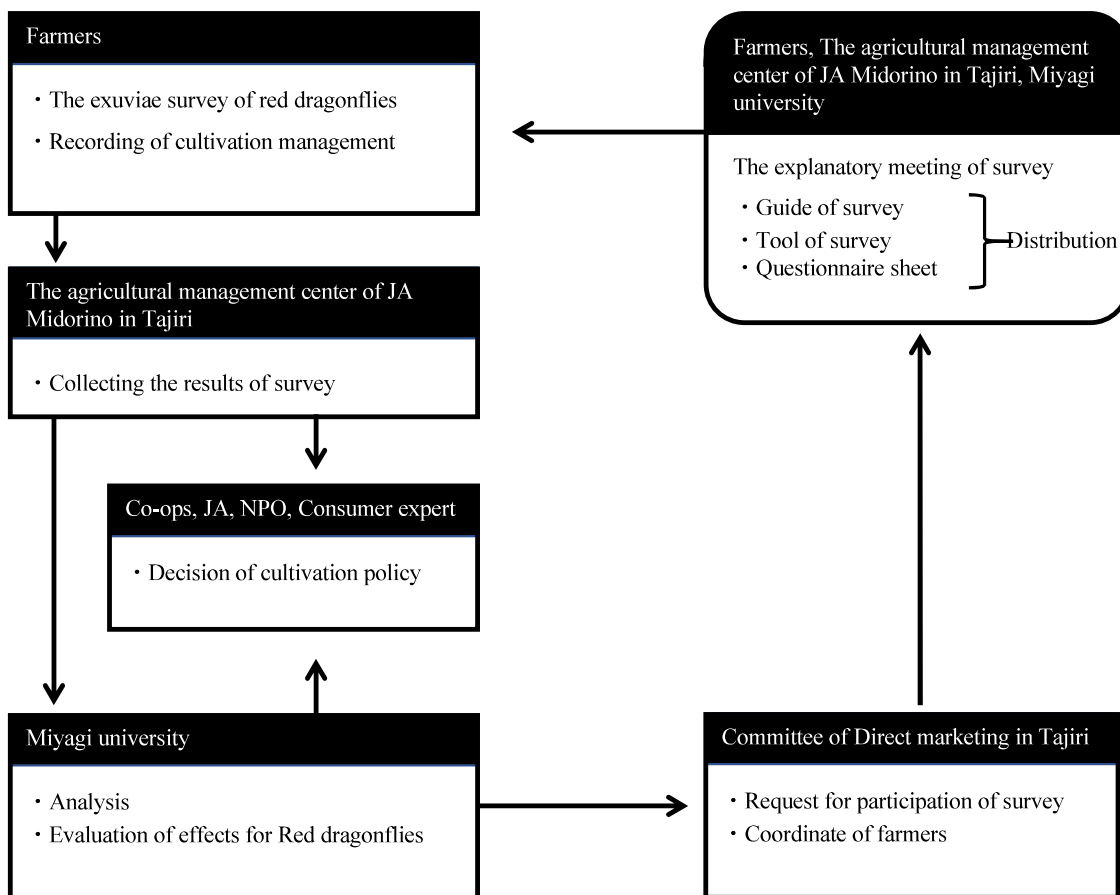 Farmers
・The exuviae survey of red dragonflies
・Recording of cultivation management
Farmers, The agricultural management
center of JA Midorino in Tajiri, Miyagi
university
The explanatory meeting of survey
・Guide of survey
・Tool of survey
・Questionnaire sheet
Distribution
The agricultural management center of JA
Midorino in Tajiri
・Collecting the results of survey
Co-ops, JA, NPO, Consumer expert
・Decision of cultivation policy
Miyagi university
・Analysis
・Evaluation of effects for Red dragonflies
Committee of Direct marketing in Tajiri
・Request for participation of survey
・Coordinate of farmers